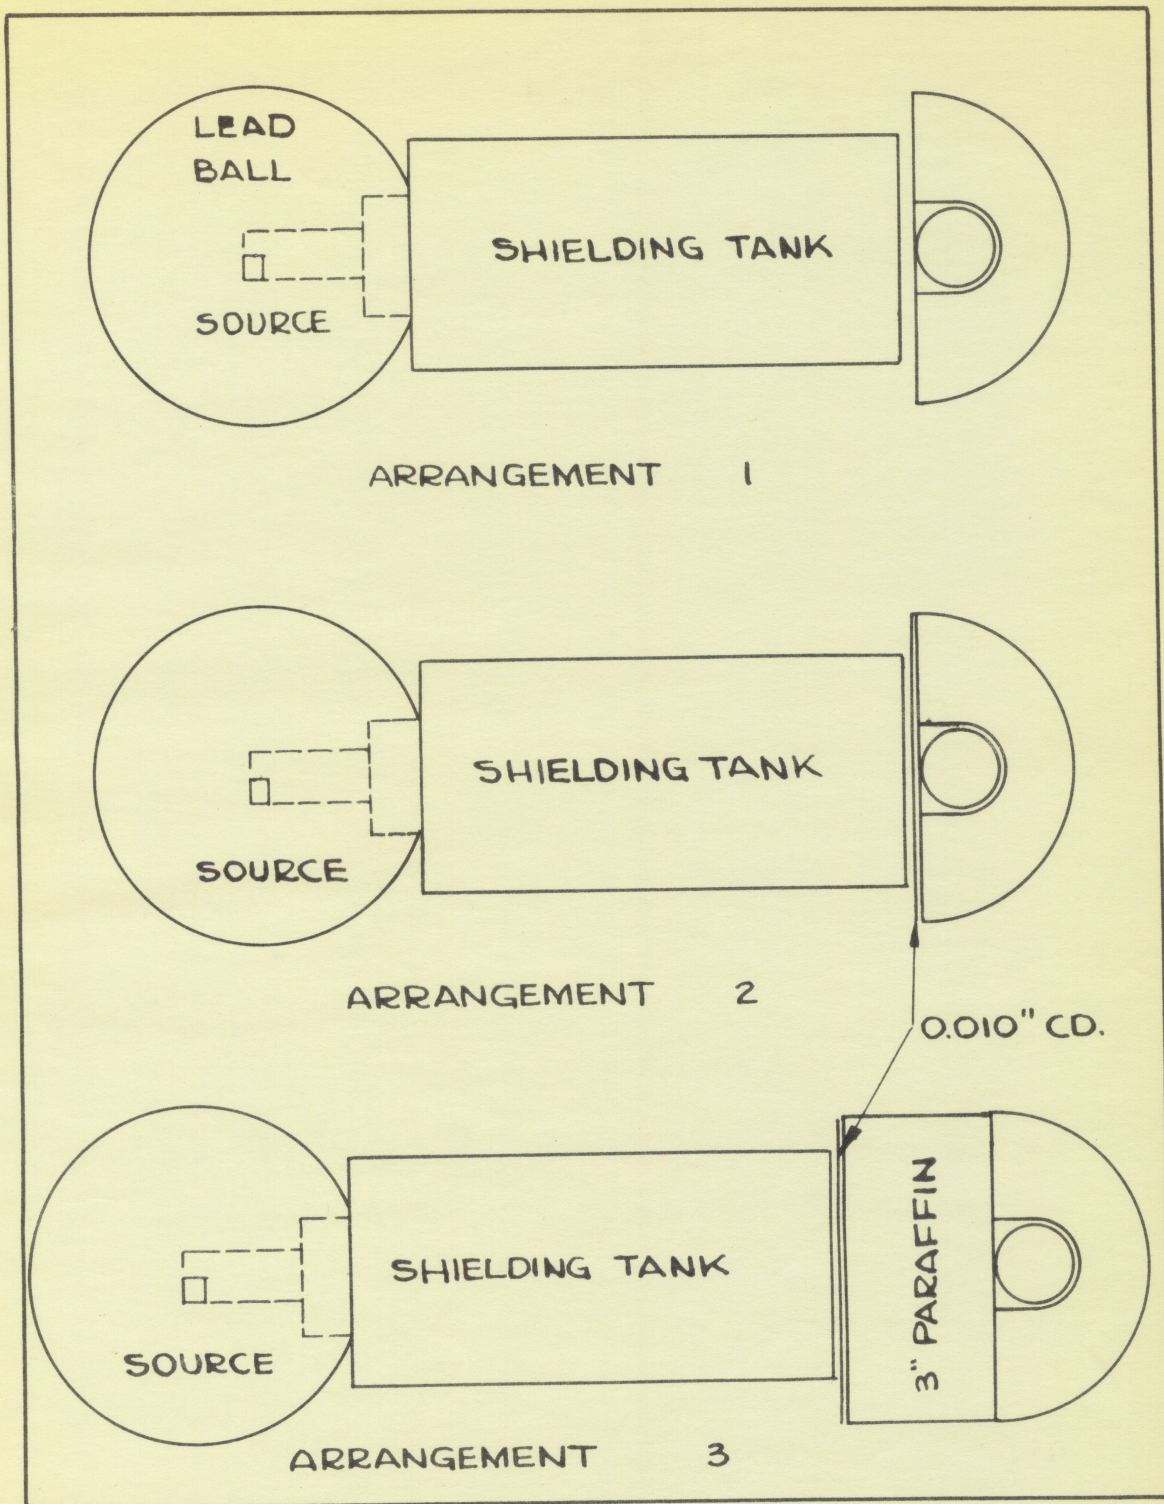 LEAD
BALL
SHIELDING TANK
SOURCE
ARRANGEMENT 1
SHIELDING TANK
SOURCE
ARRANGEMENT 2
0.010" CD.
SHIELDING TANK
3" PARAFFIN
SOURCE
ARRANGEMENT 3